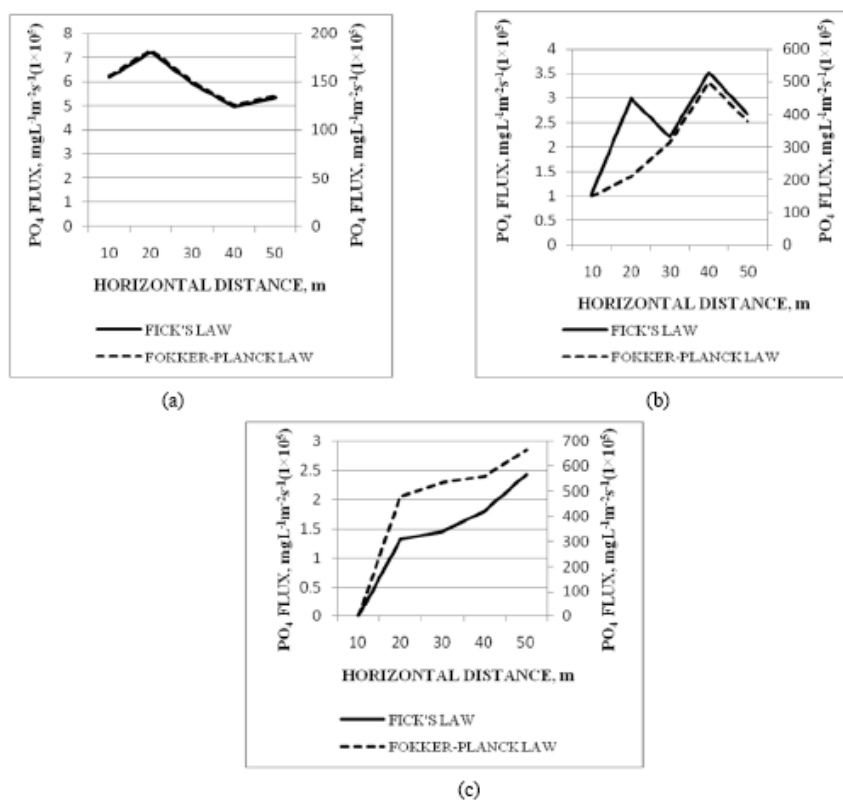 PO₄ FLUX, mgL⁻¹m⁻²s⁻¹(1×10⁵)
8
7
6
5
4
3
2
1
0
200
150
100
50
0
PO₄ FLUX, mgL⁻¹m⁻²s⁻¹(1×10⁵)
10 20 30 40 50
HORIZONTAL DISTANCE, m
FICK'S LAW
FOKKER-PLANCK LAW
(a)
PO₄ FLUX, mgL⁻¹m⁻²s⁻¹(1×10⁵)
4
3.5
3
2.5
2
1.5
1
0.5
0
600
500
400
300
200
100
0
PO₄ FLUX, mgL⁻¹m⁻²s⁻¹(1×10⁵)
10 20 30 40 50
HORIZONTAL DISTANCE, m
FICK'S LAW
FOKKER-PLANCK LAW
(b)
PO₄ FLUX, mgL⁻¹m⁻²s⁻¹(1×10⁵)
3
2.5
2
1.5
1
0.5
0
700
600
500
400
300
200
100
0
PO₄ FLUX, mgL⁻¹m⁻²s⁻¹(1×10⁵)
10 20 30 40 50
HORIZONTAL DISTANCE, m
FICK'S LAW
FOKKER-PLANCK LAW
(c)